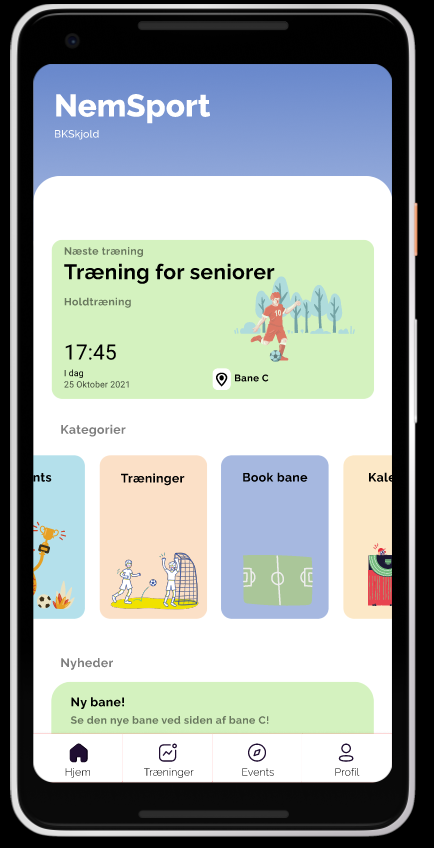 NemSport
BKSkjold
Næste træning
Træning for seniorer
Holdtræning
10
17:45
I dag
25 Oktober 2021
Bane C
Kategorier
nts
Træninger
Book bane
Kale
Nyheder
Ny bane!
Se den nye bane ved siden af bane C!
Hjem
Træninger
Events
Profil